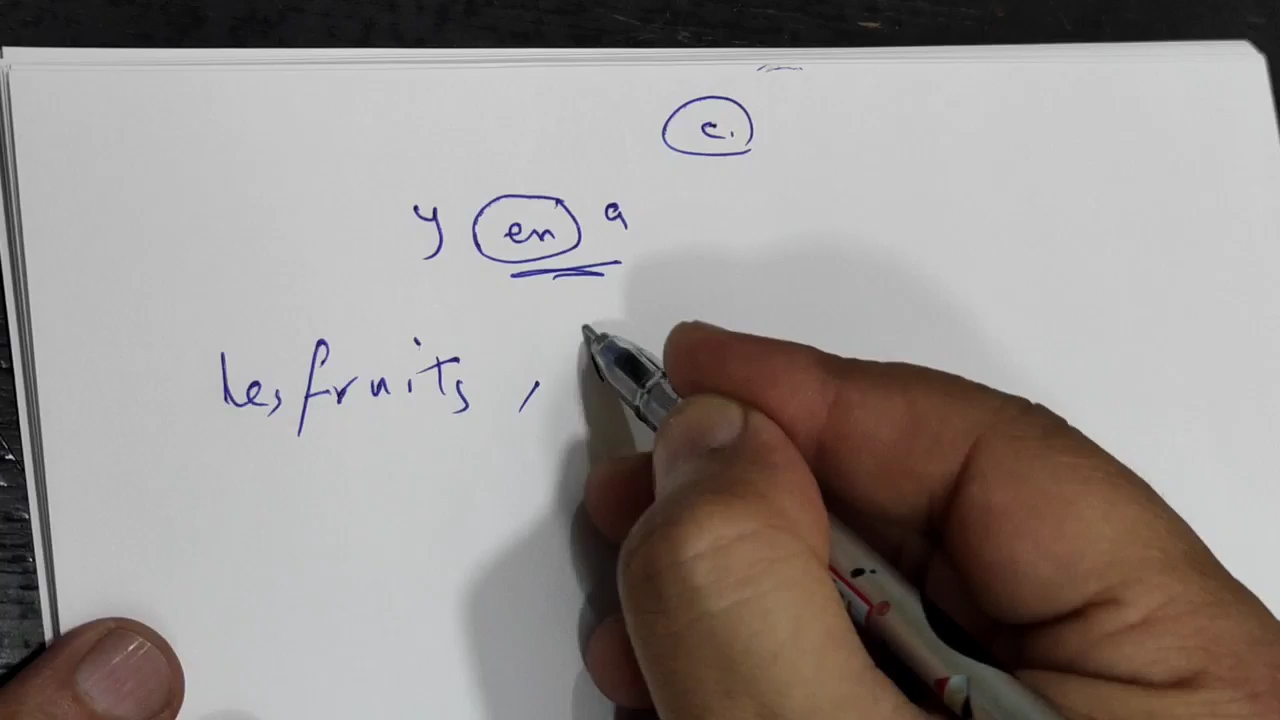 c.
y en a
les fruits,